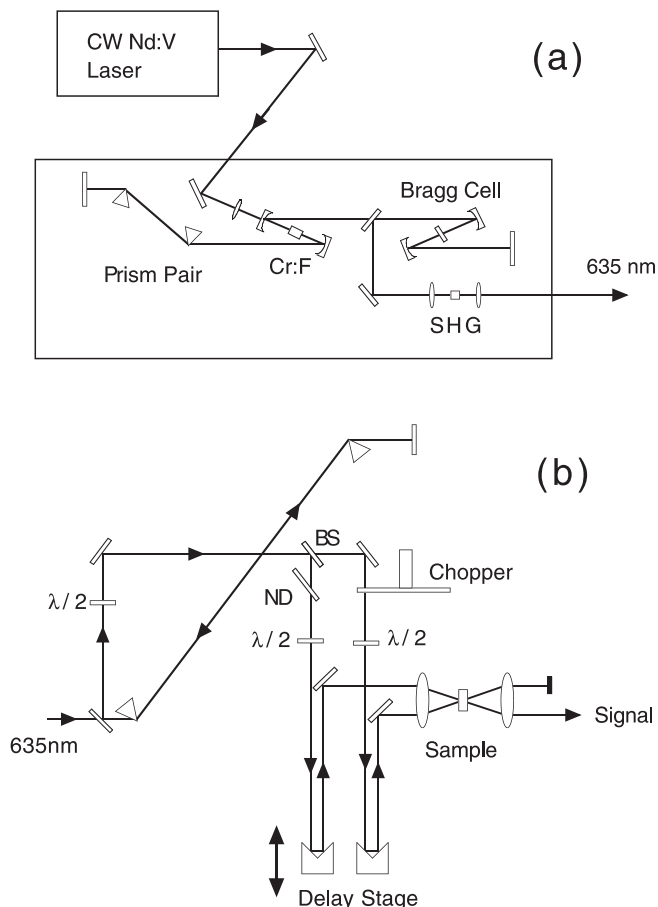 CW Nd:V
Laser
(a)
Bragg Cell
Cr:F
Prism Pair
635 nm
SHG
(b)
BS
Chopper
ND
λ/2
λ/2
λ/2
635nm
Signal
Sample
Delay Stage